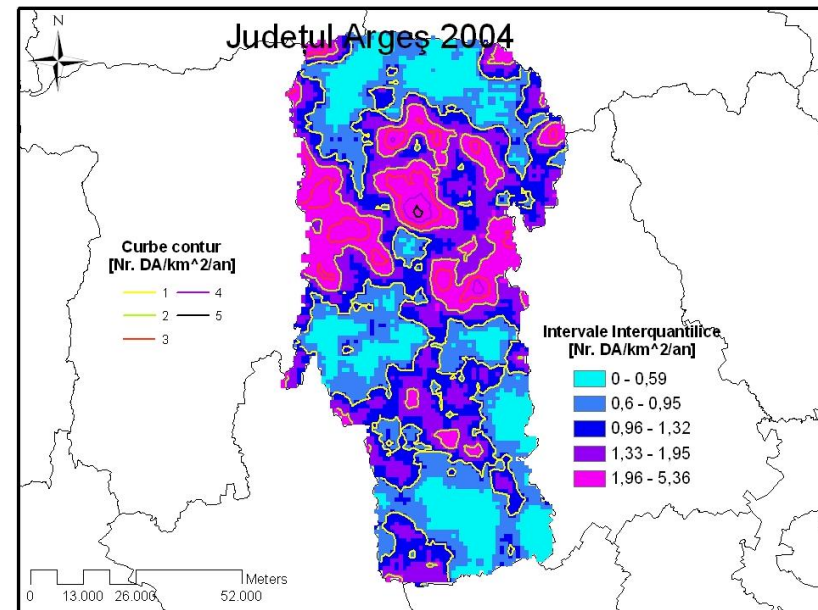 Judetul Argeş 2004
N
Curbe contur
[Nr. DA/km^2/an]
1
4
2
5
3
Intervale Interquantilice
[Nr. DA/km^2/an]
0 - 0,59
0,6 - 0,95
0,96 - 1,32
1,33 - 1,95
1,96 - 5,36
Meters
0 13.000 26.000 52.000